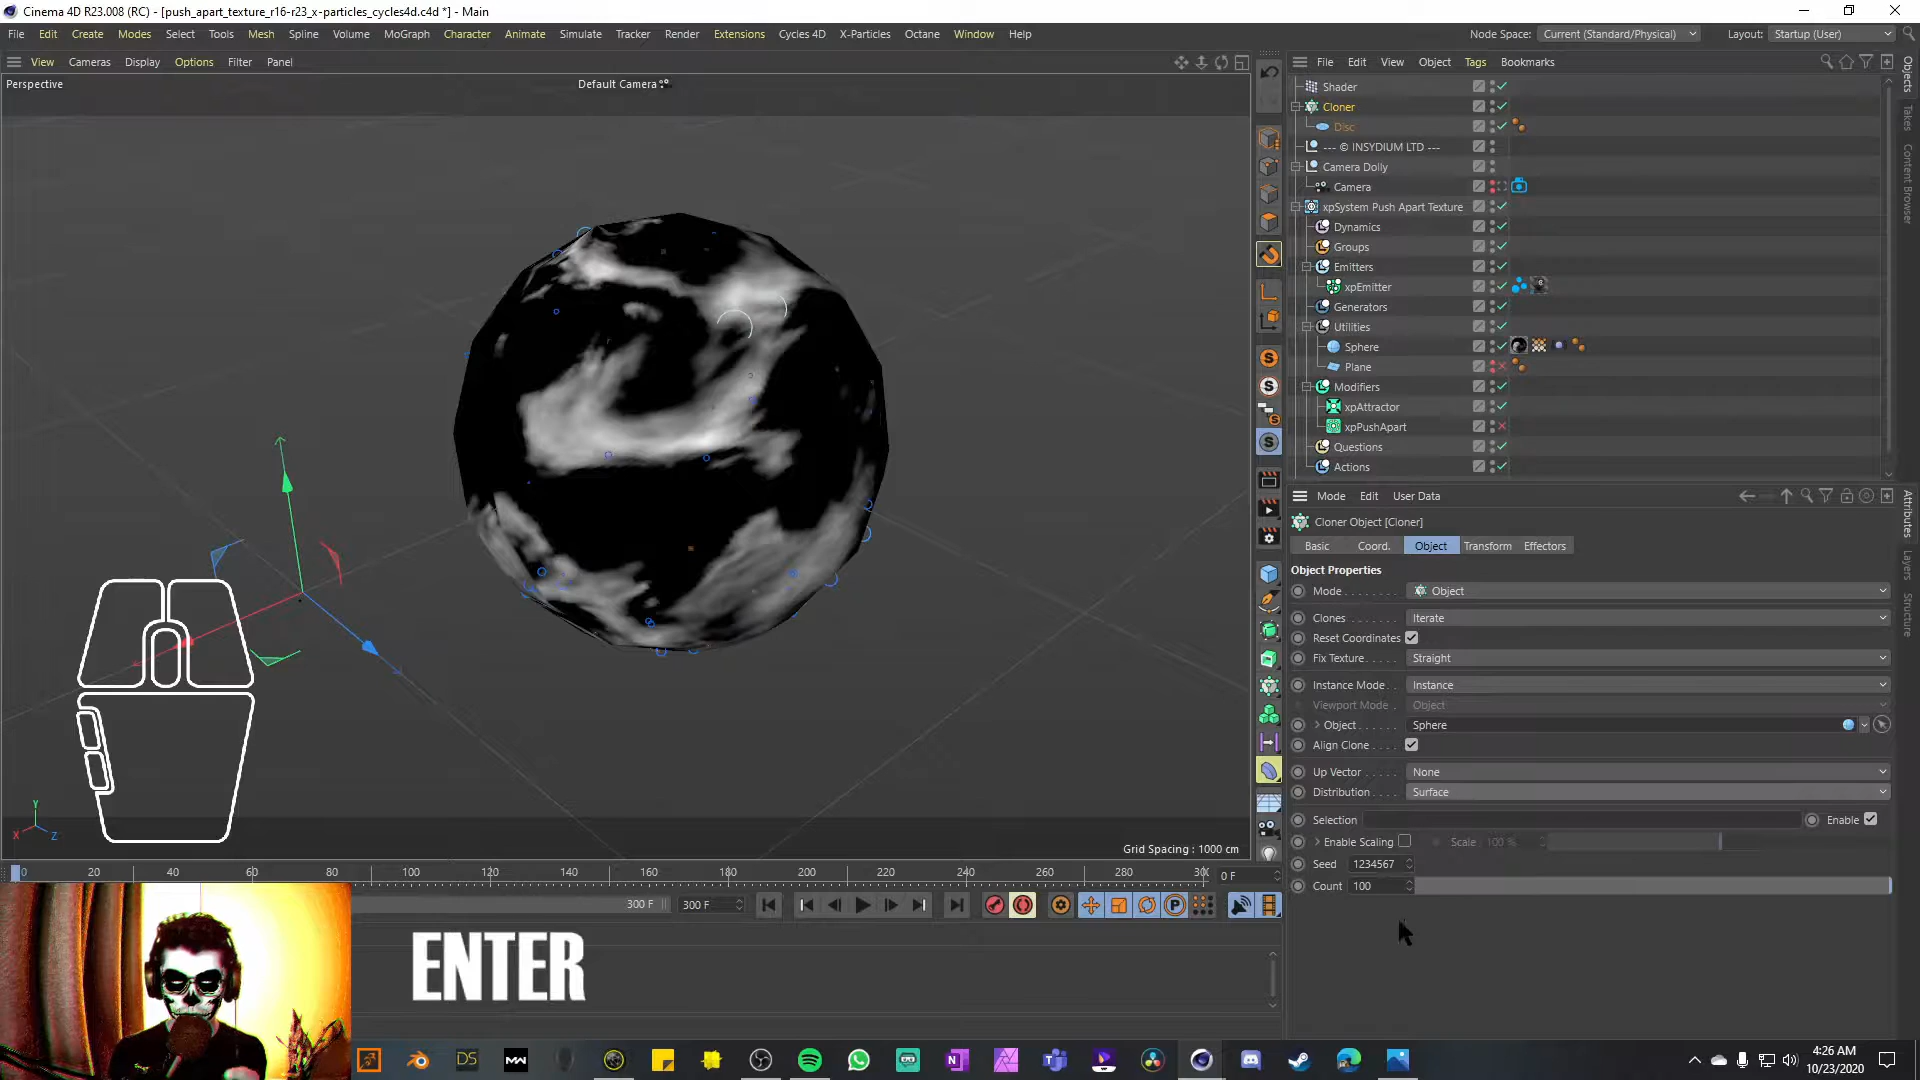 Cinema 4D R23.008 (RC) - [push_apart_texture_r16-r23_x-particles_cycles4d.c4d *] - Main
File Edit Create Modes Select Tools Mesh Spline Volume MoGraph Character Animate Simulate Tracker Render Extensions Cycles 4D X-Particles Octane Window Help
Node Space: Current (Standard/Physical) Layout: Startup (User)
View Cameras Display Options Filter Panel
File Edit View Object Tags Bookmarks
Perspective
Default Camera
Shader
Cloner
Disc
--- © INSYDIUM LTD ---
Camera Dolly
Camera
xpSystem Push Apart Texture
Dynamics
Groups
Emitters
xpEmitter
Generators
Utilities
Sphere
Plane
Modifiers
xpAttractor
xpPushApart
Questions
Actions
Objects
Takes
Content Browser
Mode Edit User Data
Cloner Object [Cloner]
Basic Coord. Object Transform Effectors
Object Properties
Mode Object
Clones Iterate
Reset Coordinates
Fix Texture Straight
Instance Mode Instance
Viewport Mode Object
Object Sphere
Align Clone
Up Vector None
Distribution Surface
Selection Enable
Enable Scaling Scale 100 %
Seed 1234567
Count 100
Attributes
Layers
Structure
Y
X
Z
Grid Spacing : 1000 cm
0 20 40 60 80 100 120 140 160 180 200 220 240 260 280 30
0 F
300 F 300 F
ENTER
4:26 AM
10/23/2020